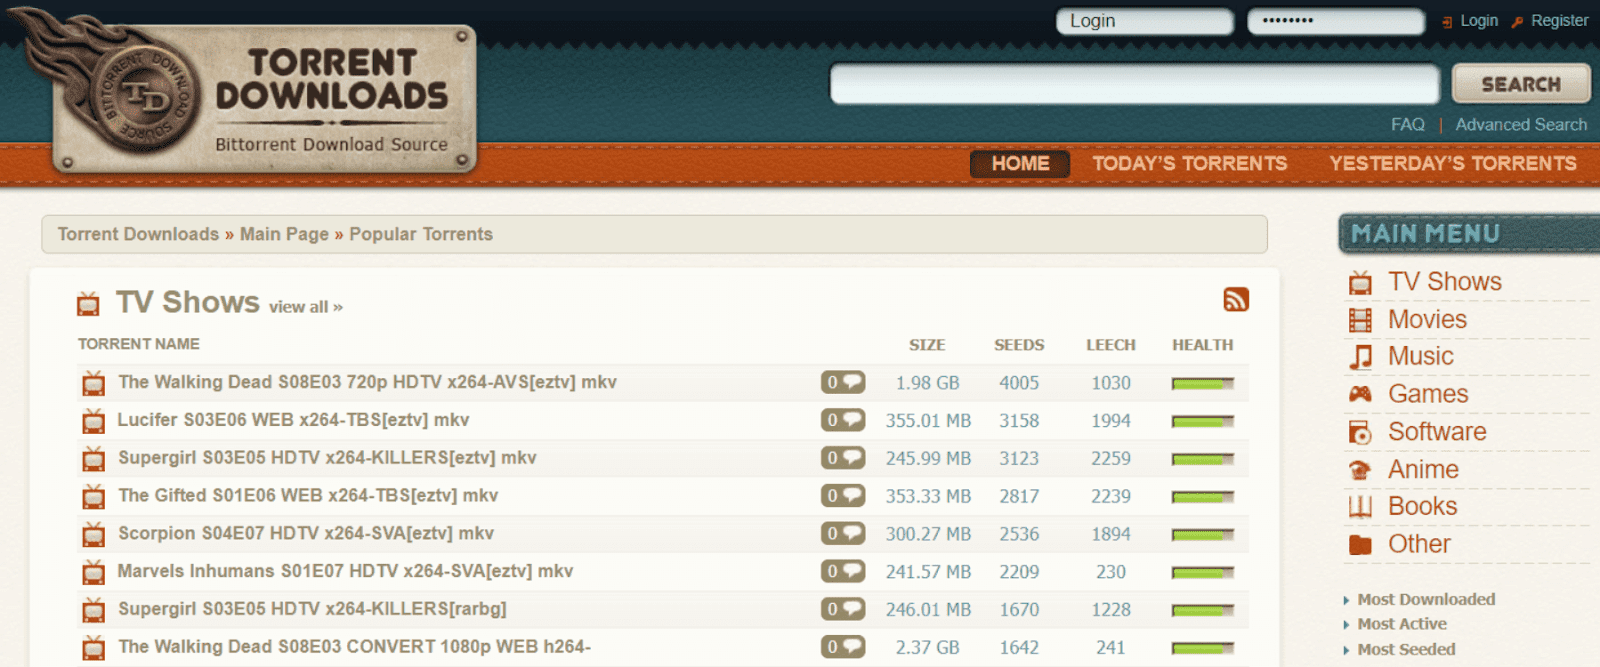 Login
••••••••
Login Register
BITTORRENT DOWNLOAD SOURCE
TD
TORRENT
DOWNLOADS
Bittorrent Download Source
SEARCH
FAQ | Advanced Search
HOME TODAY'S TORRENTS YESTERDAY'S TORRENTS
Torrent Downloads » Main Page » Popular Torrents
TV Shows view all »
TORRENT NAME SIZE SEEDS LEECH HEALTH
The Walking Dead S08E03 720p HDTV x264-AVS[eztv] mkv 0 1.98 GB 4005 1030
Lucifer S03E06 WEB x264-TBS[eztv] mkv 0 355.01 MB 3158 1994
Supergirl S03E05 HDTV x264-KILLERS[eztv] mkv 0 245.99 MB 3123 2259
The Gifted S01E06 WEB x264-TBS[eztv] mkv 0 353.33 MB 2817 2239
Scorpion S04E07 HDTV x264-SVA[eztv] mkv 0 300.27 MB 2536 1894
Marvels Inhumans S01E07 HDTV x264-SVA[eztv] mkv 0 241.57 MB 2209 230
Supergirl S03E05 HDTV x264-KILLERS[rarbg] 0 246.01 MB 1670 1228
The Walking Dead S08E03 CONVERT 1080p WEB h264- 0 2.37 GB 1642 241
MAIN MENU
TV Shows
Movies
Music
Games
Software
Anime
Books
Other
Most Downloaded
Most Active
Most Seeded